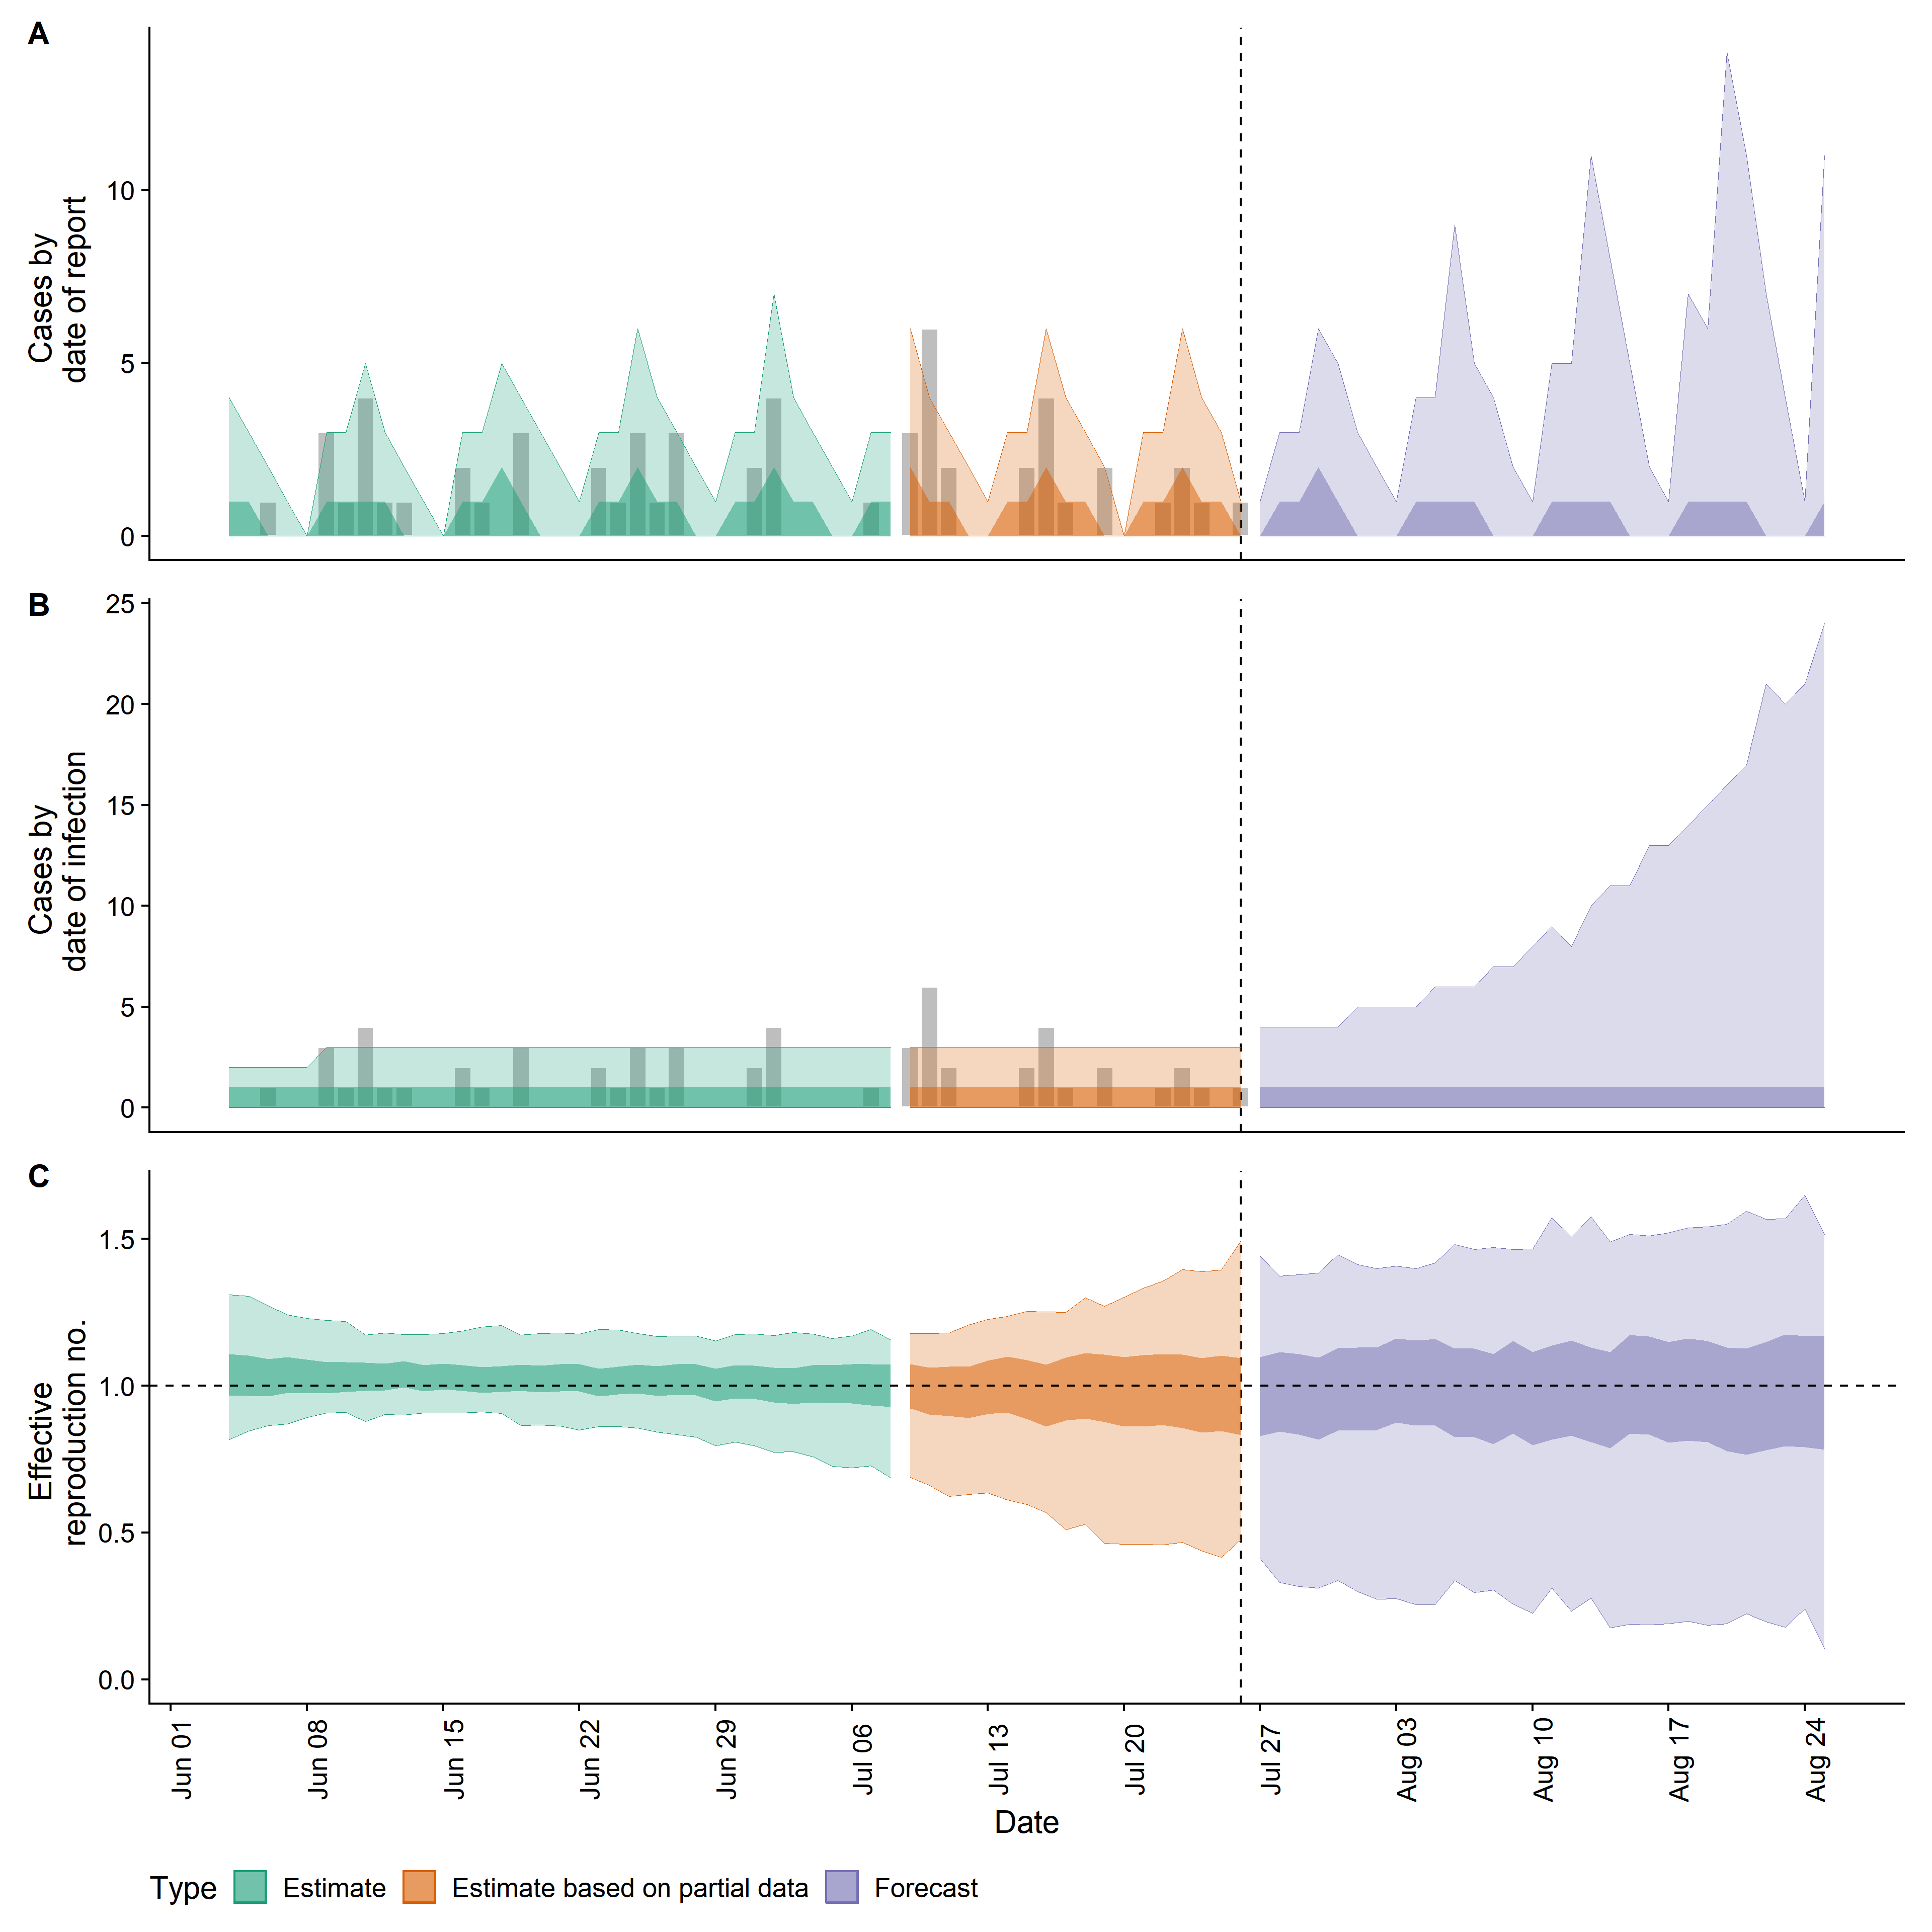 A
Cases by
date of report
10
5
0
B
Cases by
date of infection
25
20
15
10
5
0
C
Effective
reproduction no.
1.5
1.0
0.5
0.0
Jun 01
Jun 08
Jun 15
Jun 22
Jun 29
Jul 06
Jul 13
Jul 20
Jul 27
Aug 03
Aug 10
Aug 17
Aug 24
Date
Type Estimate Estimate based on partial data Forecast